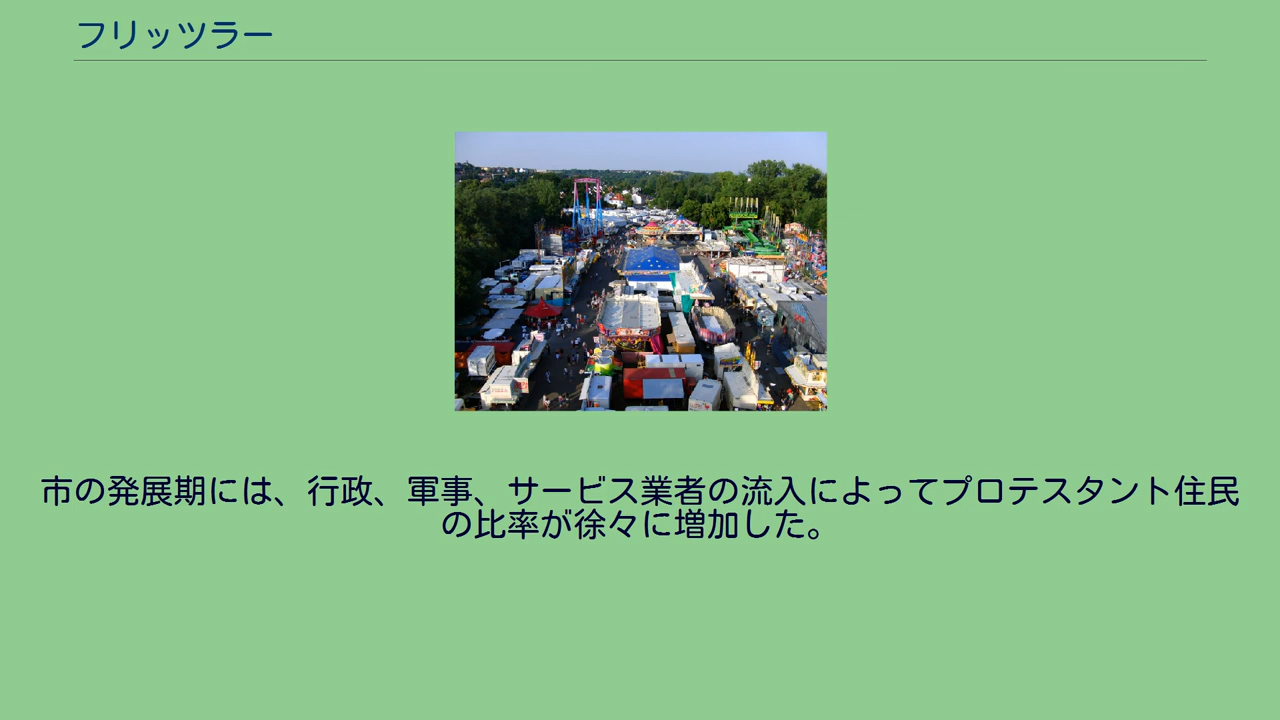 フリッツラー
市の発展期には、行政、軍事、サービス業者の流入によってプロテスタント住民
の比率が徐々に増加した。